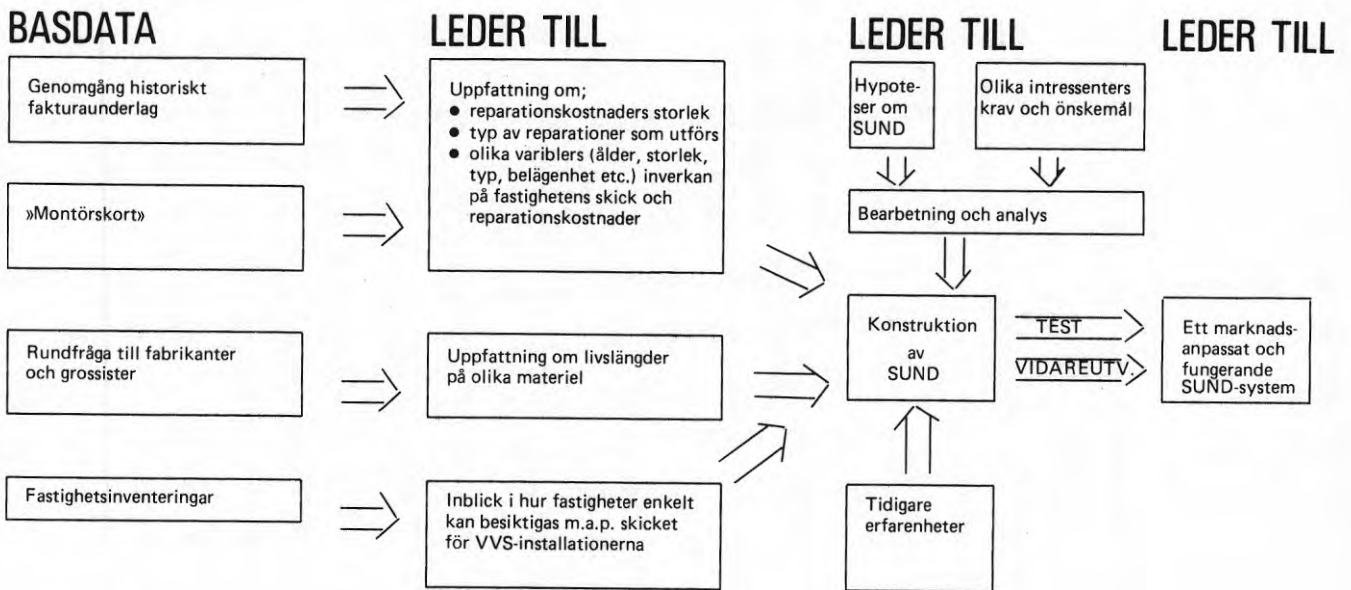 BASDATA
LEDER TILL
LEDER TILL
LEDER TILL
Genomgång historiskt
fakturaunderlag
»Montörskort»
Rundfråga till fabrikanter
och grossister
Fastighetsinventeringar
Uppfattning om;
● reparationskostnaders storlek
● typ av reparationer som utförs
● olika variblers (ålder, storlek,
typ, belägenhet etc.) inverkan
på fastighetens skick och
reparationskostnader
Uppfattning om livslängder
på olika materiel
Inblick i hur fastigheter enkelt
kan besiktigas m.a.p. skicket
för VVS-installationerna
Hypote-
ser om
SUND
Olika intressenters
krav och önskemål
Bearbetning och analys
Konstruktion
av
SUND
Tidigare
erfarenheter
TEST
VIDAREUTV.
Ett marknads-
anpassat och
fungerande
SUND-system